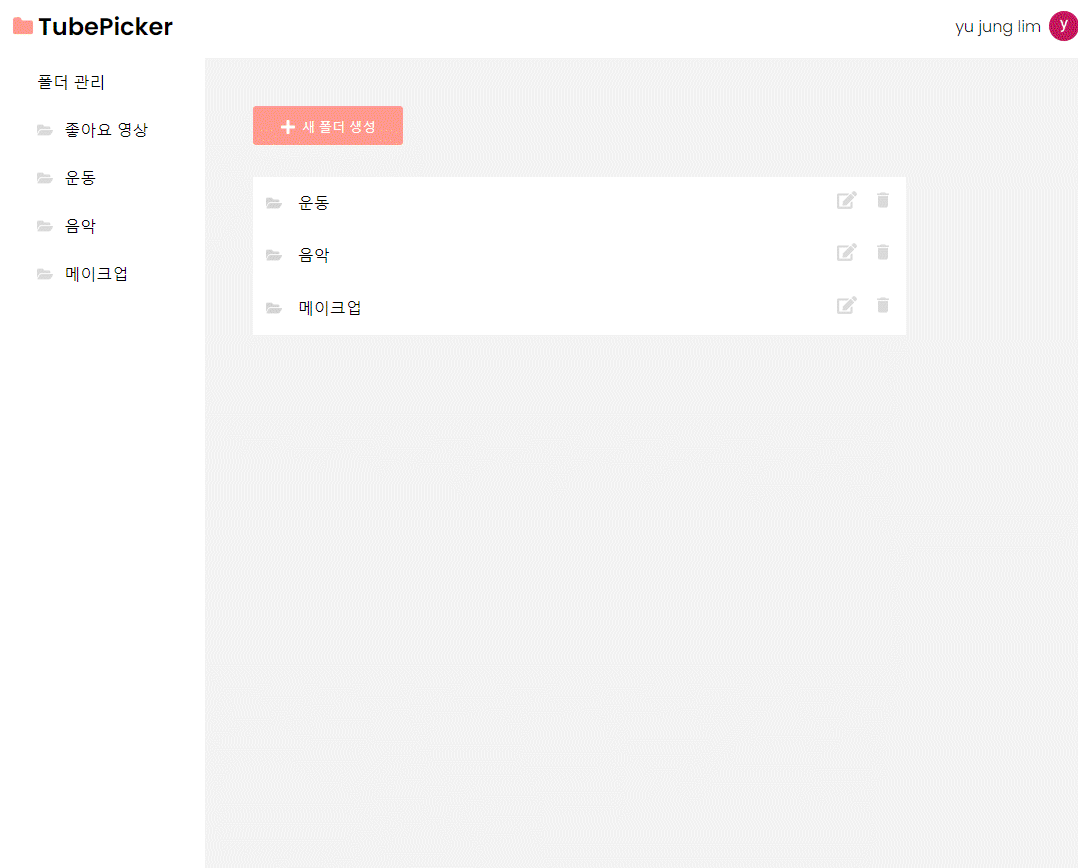 TubePicker
yu jung lim
y
폴더 관리
좋아요 영상
운동
음악
메이크업
새 폴더 생성
운동
음악
메이크업